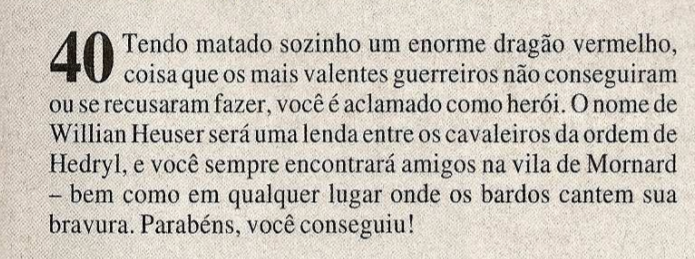 40 Tendo matado sozinho um enorme dragão vermelho,
coisa que os mais valentes guerreiros não conseguiram
ou se recusaram fazer, você é aclamado como herói. O nome de
Willian Heuser será uma lenda entre os cavaleiros da ordem de
Hedryl, e você sempre encontrará amigos na vila de Mornard
– bem como em qualquer lugar onde os bardos cantem sua
bravura. Parabéns, você conseguiu!